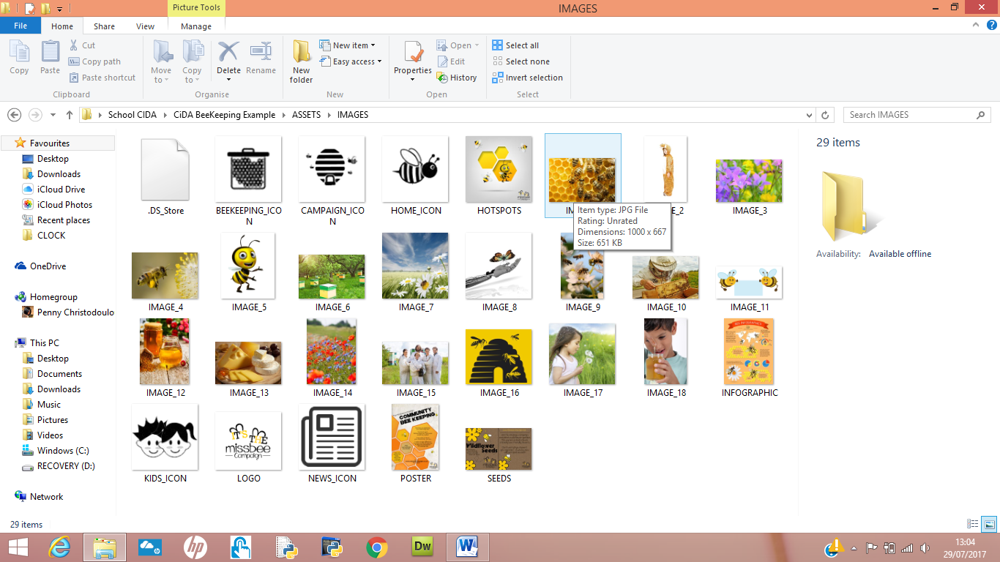 Picture Tools
IMAGES
File
Home
Share
View
Manage
Copy
Paste
Cut
Copy path
Paste shortcut
Clipboard
Move to
Copy to
Delete
Rename
Organise
New folder
New item
Easy access
New
Properties
Open
Edit
History
Open
Select all
Select none
Invert selection
Select
School CIDA
CiDA BeeKeeping Example
ASSETS
IMAGES
Search IMAGES
Favourites
Desktop
Downloads
iCloud Drive
iCloud Photos
Recent places
CLOCK
OneDrive
Homegroup
Penny Christodoulo
This PC
Desktop
Documents
Downloads
Music
Pictures
Videos
Windows (C:)
RECOVERY (D:)
Network
.DS_Store
BEEKEEPING_ICO
N
CAMPAIGN_ICO
N
HOME_ICON
HOTSPOTS
IMAGE_3
Item type: JPG File
Rating: Unrated
Dimensions: 1000 x 667
Size: 651 KB
IMAGE_4
IMAGE_5
IMAGE_6
IMAGE_7
IMAGE_8
IMAGE_9
IMAGE_10
IMAGE_11
IMAGE_12
IMAGE_13
IMAGE_14
IMAGE_15
IMAGE_16
IMAGE_17
IMAGE_18
INFOGRAPHIC
IT'S THE
missbee
Campaign
COMMUNITY
BEE KEEPING
Wildflower
Seeds
KIDS_ICON
LOGO
NEWS_ICON
POSTER
SEEDS
29 items
Availability: Available offline
29 items
hp
Dw
W
13:04
29/07/2017